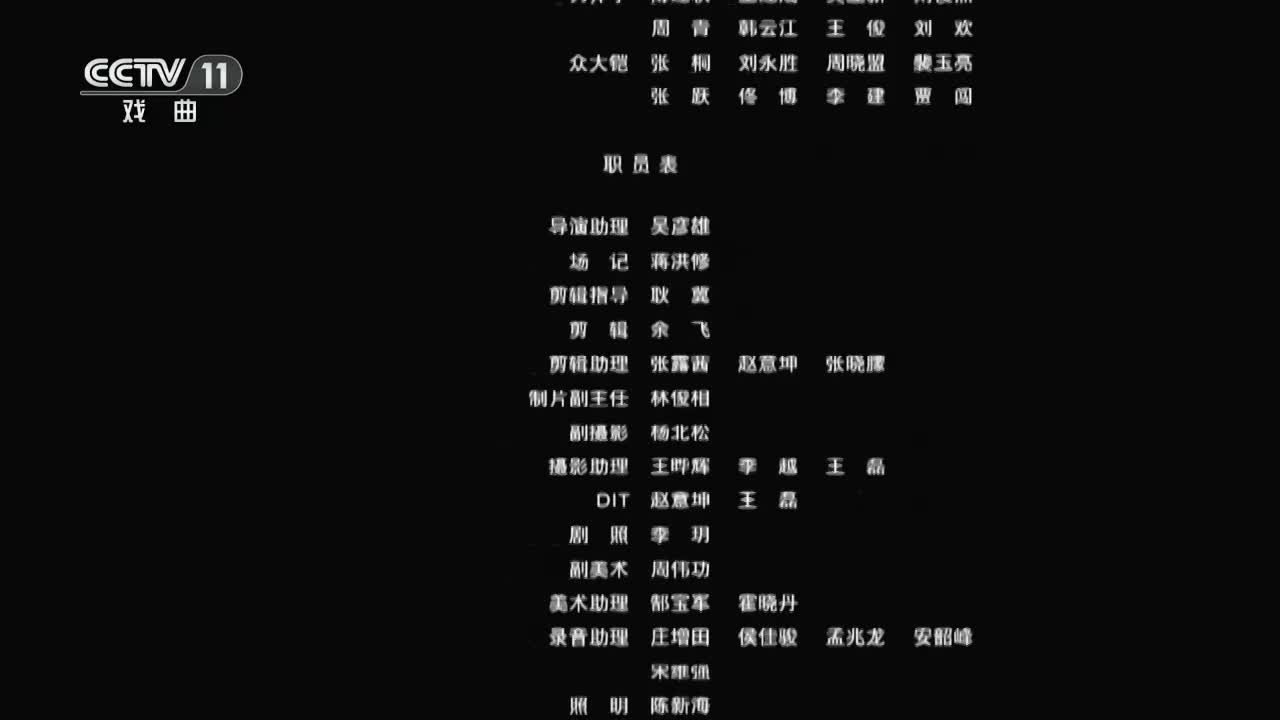 CCTV 11
戏曲
周 青 韩云江 王 俊 刘 欢
众大铠 张 桐 刘永胜 周晓盟 裴玉亮
张 跃 佟 博 李 建 贾 闯
职员表
导演助理 吴彦雄
场 记 蒋洪修
剪辑指导 耿 冀
剪 辑 余 飞
剪辑助理 张露茜 赵意坤 张晓朦
制片副主任 林俊相
副摄影 杨北松
摄影助理 王晔辉 季 越 王 磊
DIT 赵意坤 王 磊
剧 照 季 玥
副美术 周伟功
美术助理 郜宝军 霍晓丹
录音助理 庄增田 侯佳骏 孟兆龙 安韶峰
宋维强
照 明 陈新海